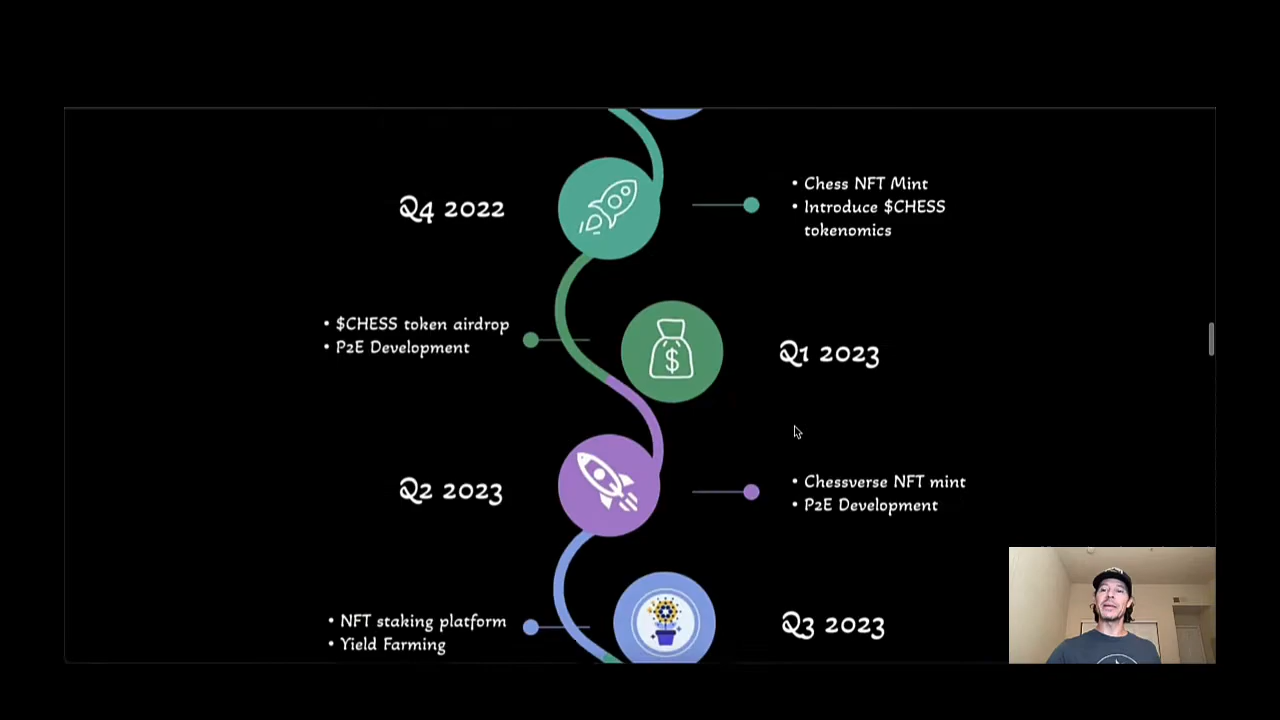 Q4 2022
• Chess NFT Mint
• Introduce $CHESS
tokenomics
• $CHESS token airdrop
• P2E Development
Q1 2023
Q2 2023
• Chessverse NFT mint
• P2E Development
• NFT staking platform
• Yield Farming
Q3 2023